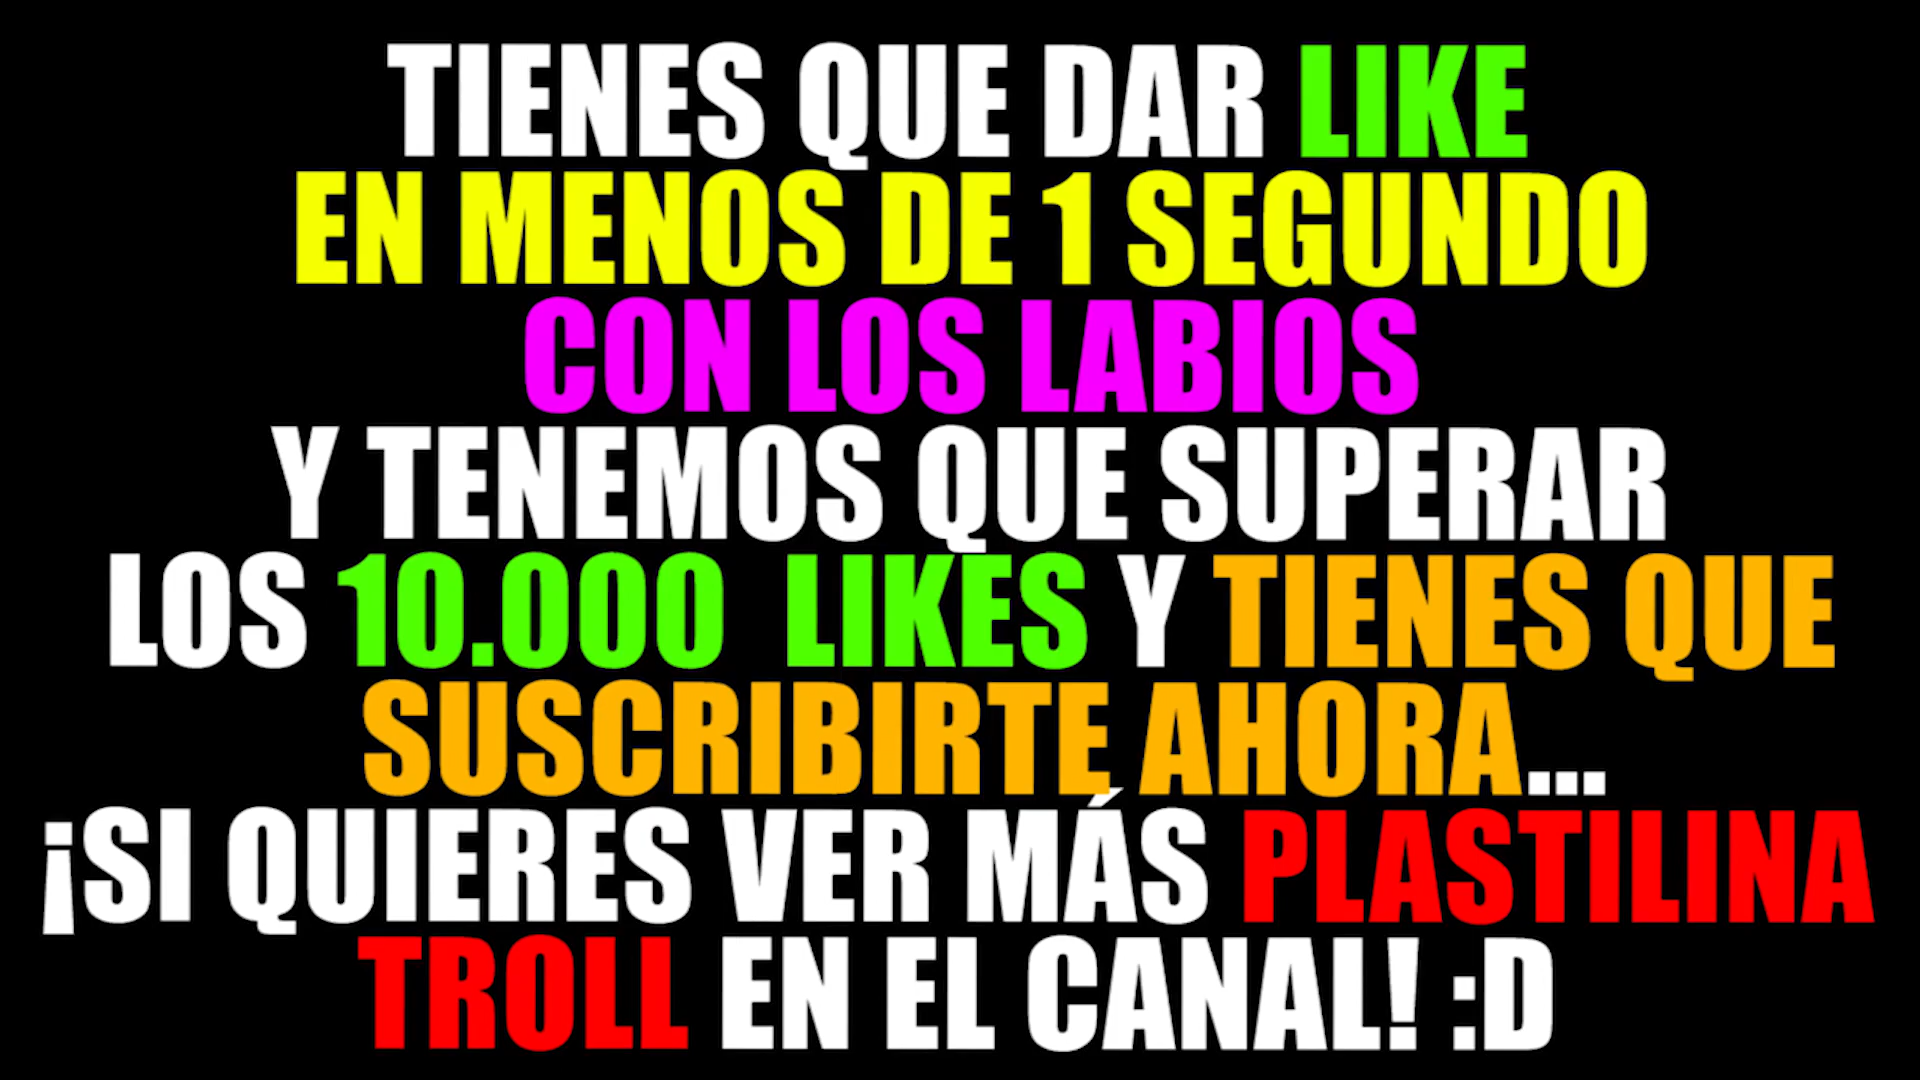 TIENES QUE DAR LIKE
EN MENOS DE 1 SEGUNDO
CON LOS LABIOS
Y TENEMOS QUE SUPERAR
LOS 10.000 LIKES Y TIENES QUE
SUSCRIBIRTE AHORA...
¡SI QUIERES VER MÁS PLASTILINA
TROLL EN EL CANAL! :D